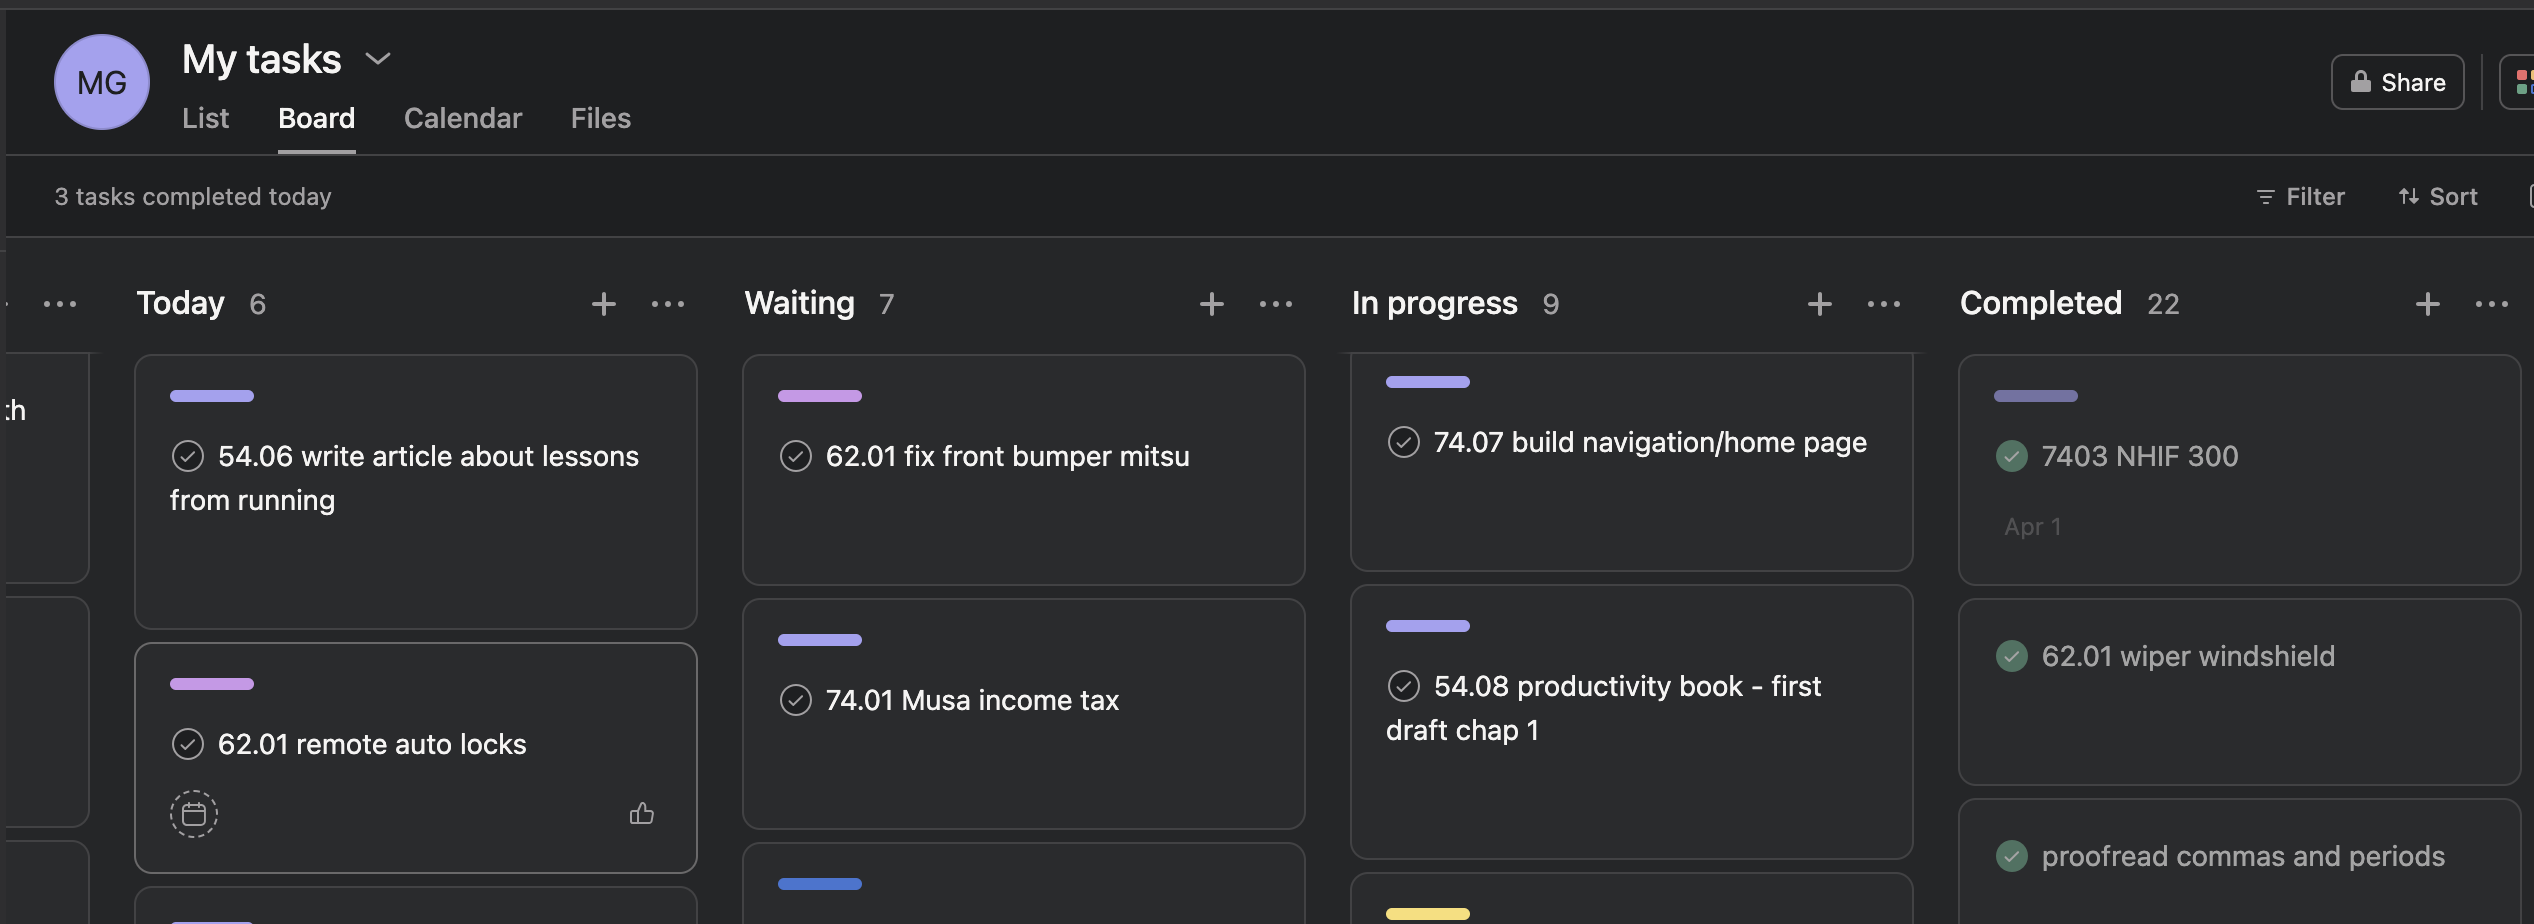 MG
My tasks
List Board Calendar Files
Share
3 tasks completed today
Filter Sort
Today 6
Waiting 7
In progress 9
Completed 22
th
54.06 write article about lessons
from running
62.01 remote auto locks
62.01 fix front bumper mitsu
74.01 Musa income tax
74.07 build navigation/home page
54.08 productivity book - first
draft chap 1
7403 NHIF 300
Apr 1
62.01 wiper windshield
proofread commas and periods